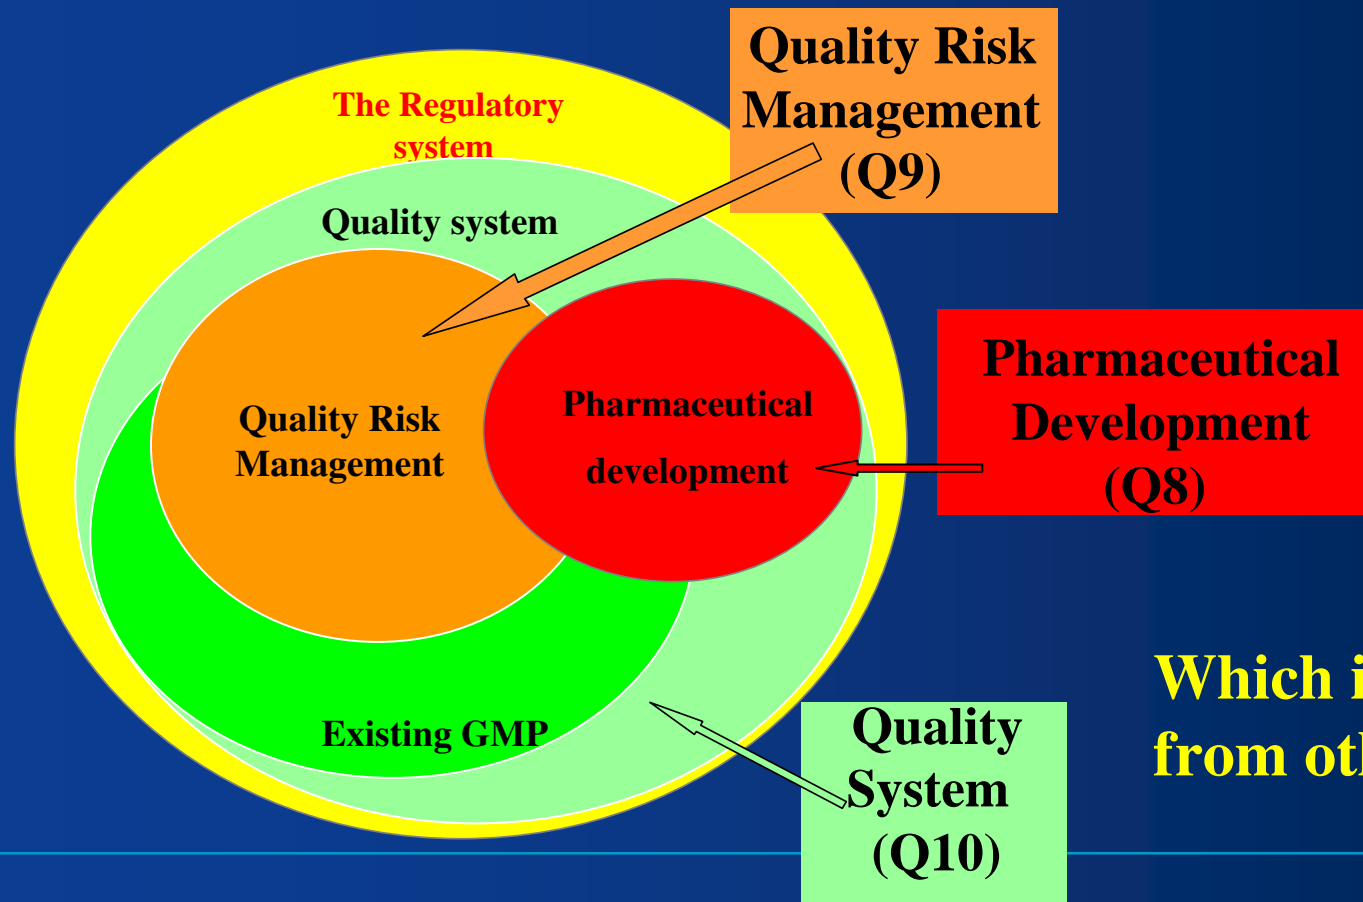 Quality Risk
Management
(Q9)
The Regulatory
system
Quality system
Quality Risk
Management
Pharmaceutical
development
Pharmaceutical
Development
(Q8)
Existing GMP
Quality
System
(Q10)
Which
from